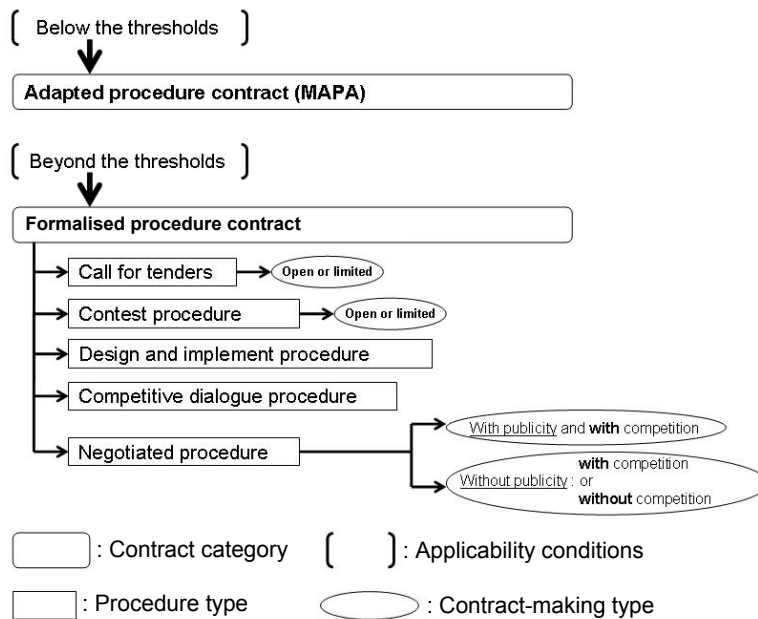 Below the thresholds
Adapted procedure contract (MAPA)
Beyond the thresholds
Formalised procedure contract
Call for tenders
Open or limited
Contest procedure
Open or limited
Design and implement procedure
Competitive dialogue procedure
Negotiated procedure
With publicity and with competition
with competition
Without publicity : or
without competition
: Contract category
: Applicability conditions
: Procedure type
: Contract-making type